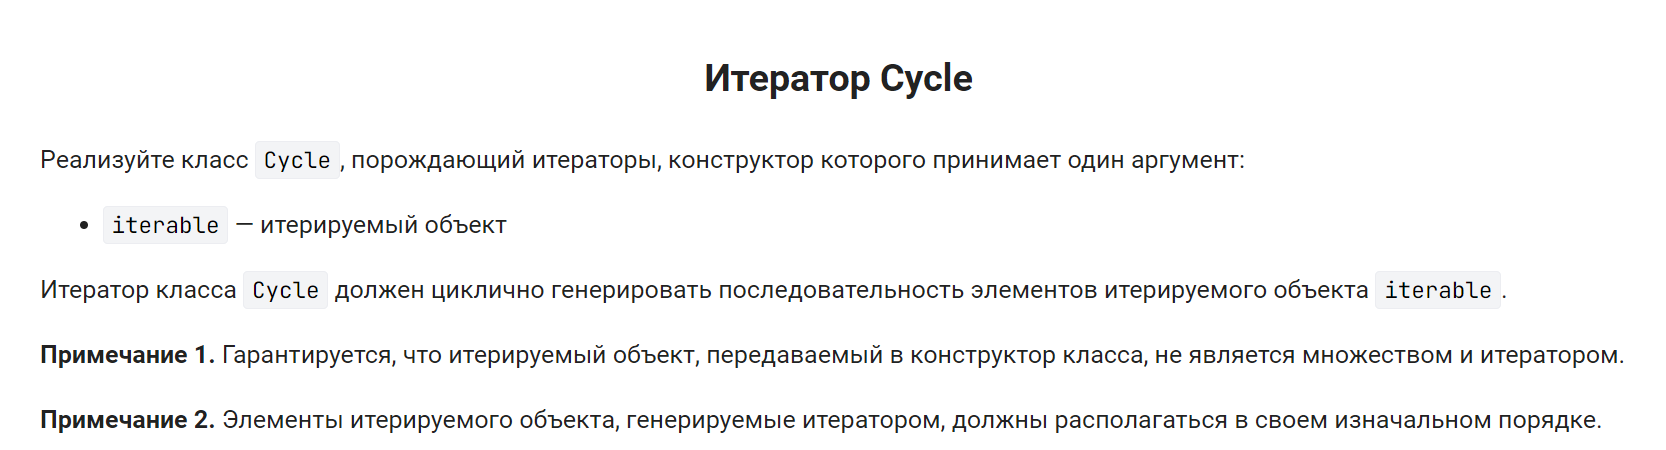 Итератор Cycle
Реализуйте класс Cycle, порождающий итераторы, конструктор которого принимает один аргумент:
• iterable — итерируемый объект
Итератор класса Cycle должен циклично генерировать последовательность элементов итерируемого объекта iterable.
Примечание 1. Гарантируется, что итерируемый объект, передаваемый в конструктор класса, не является множеством и итератором.
Примечание 2. Элементы итерируемого объекта, генерируемые итератором, должны располагаться в своем изначальном порядке.